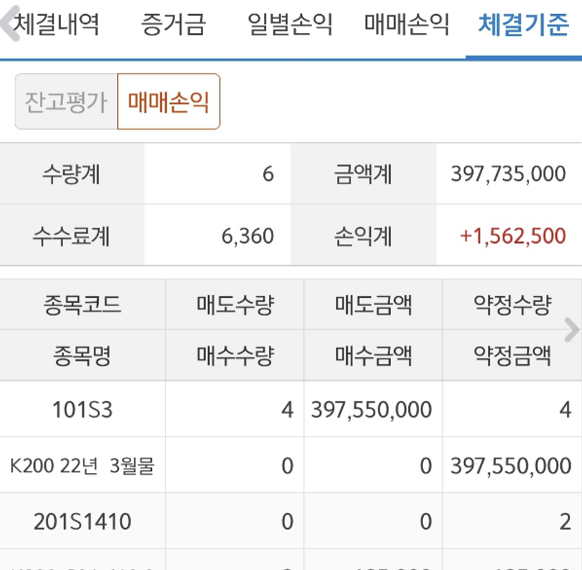 체결내역 증거금 일별손익 매매손익 체결기준
잔고평가 매매손익
수량계 6 금액계 397,735,000
수수료계 6,360 손익계 +1,562,500
종목코드 매도수량 매도금액 약정수량
종목명 매수수량 매수금액 약정금액
101S3 4 397,550,000 4
K200 22년 3월물 0 0 397,550,000
201S1410 0 0 2